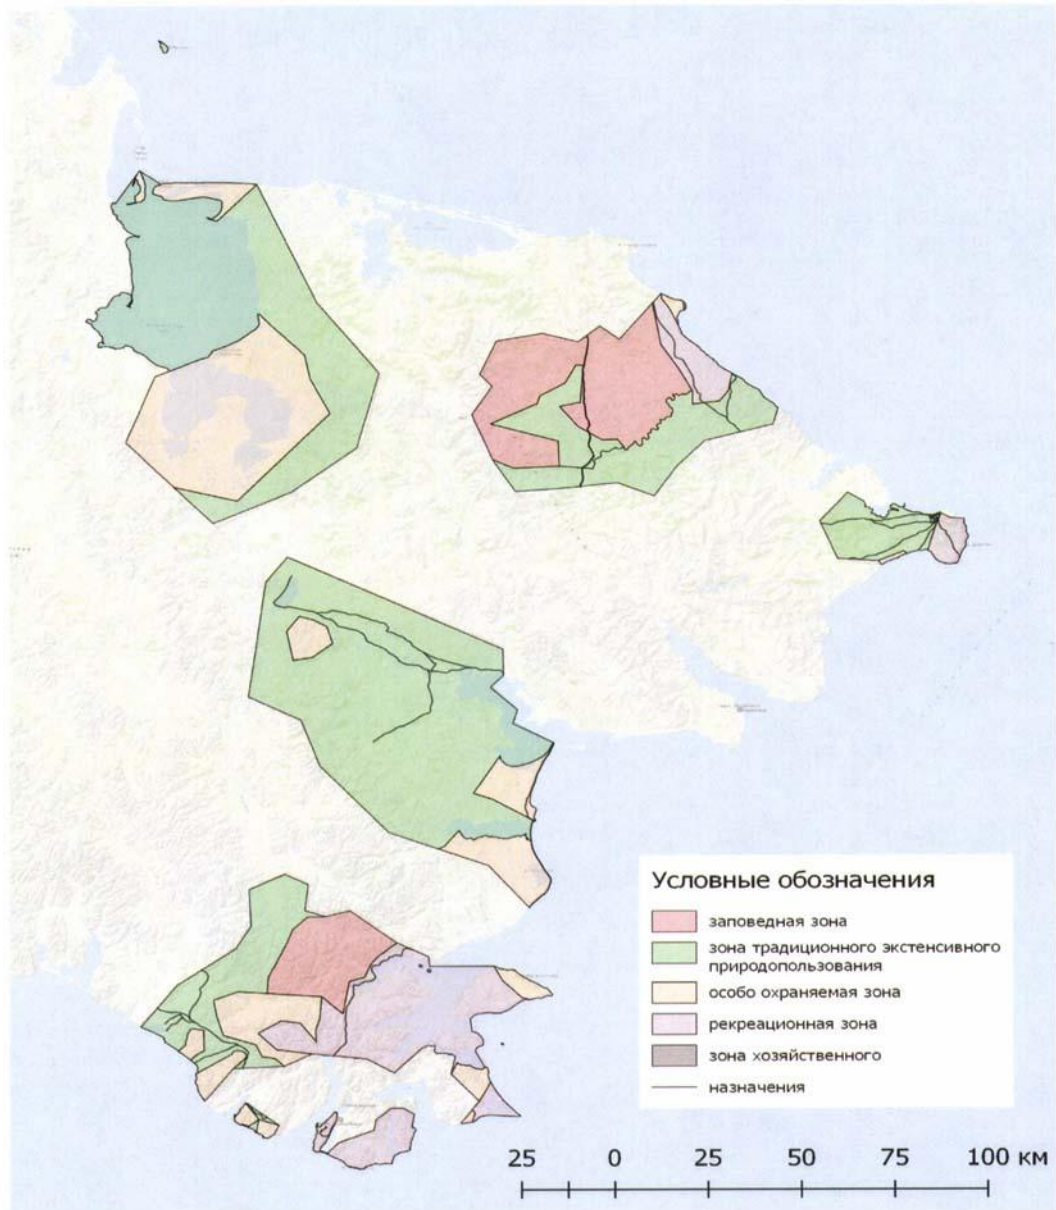 Условные обозначения
заповедная зона
зона традиционного экстенсивного
природопользования
особо охраняемая зона
рекреационная зона
зона хозяйственного
назначения
25 0 25 50 75 100 км